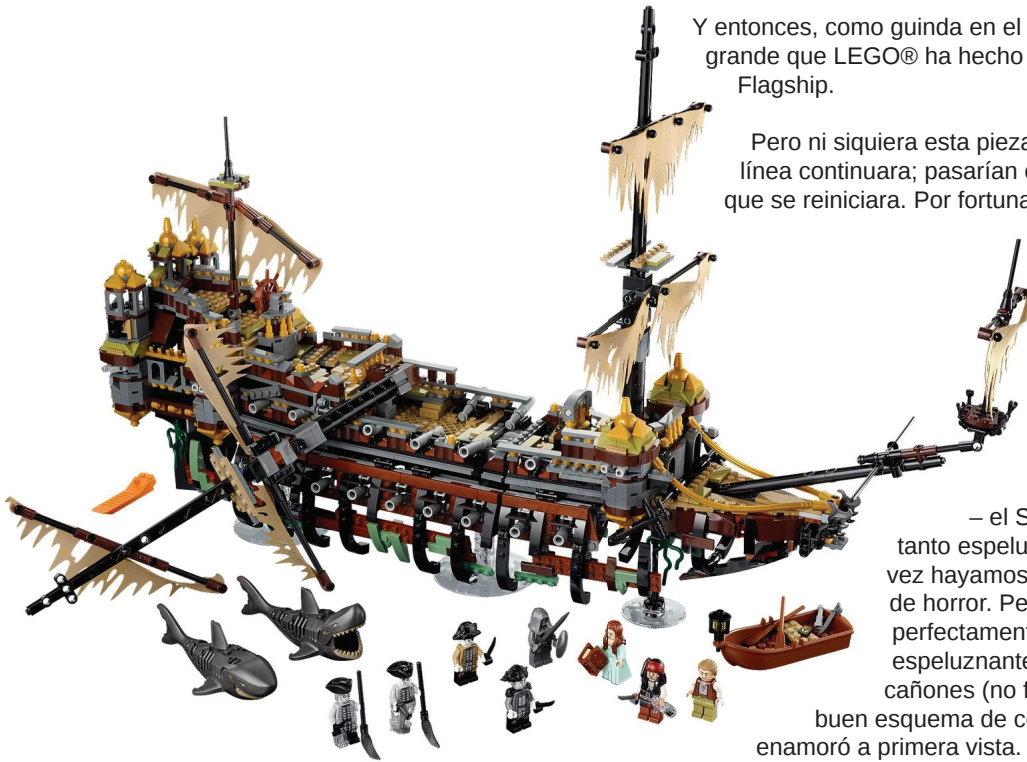 Y entonces, como guinda en el
grande que LEGO® ha hecho
Flagship.
Pero ni siquiera esta pieza
línea continuara; pasarían
que se reiniciara. Por fortuna
– el S
tanto espelu
vez hayamos
de horror. Pe
perfectament
espeluznante
cañones (no f
buen esquema de c
enamoró a primera vista.